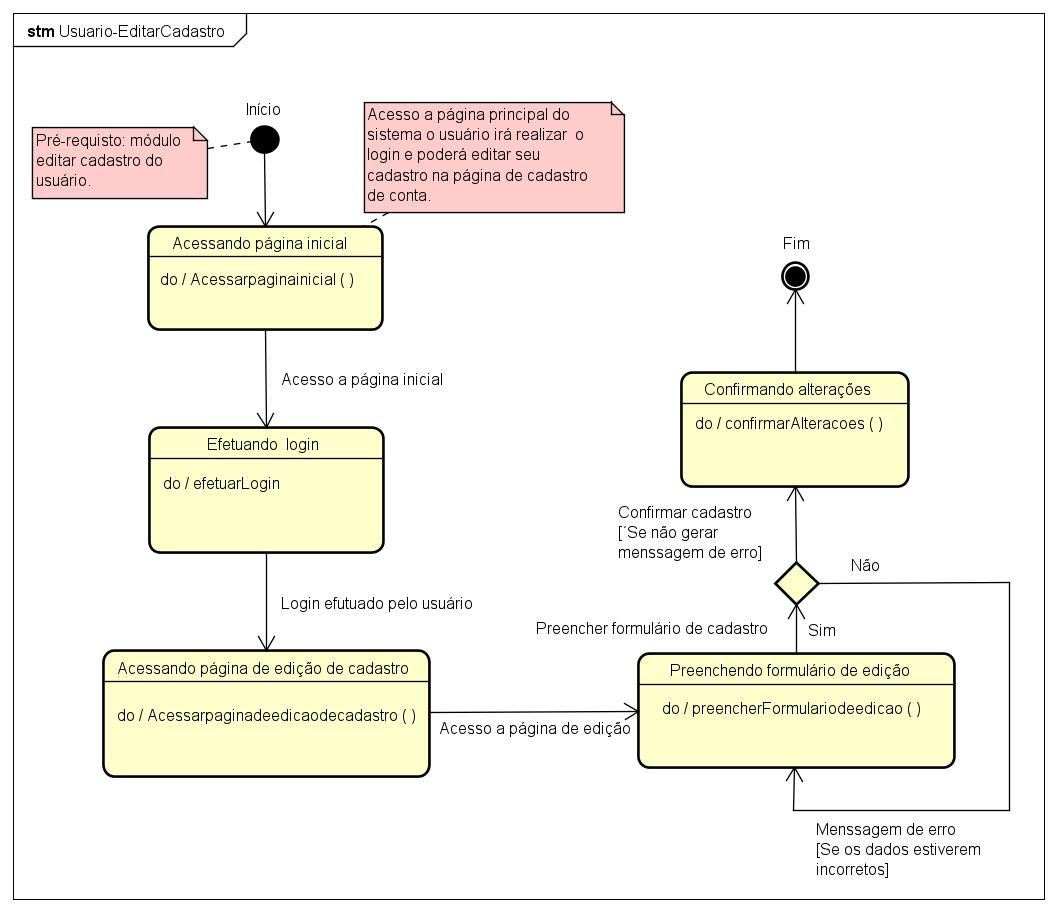 stm Usuario-EditarCadastro
Início
Pré-requisto: módulo
editar cadastro do
usuário.
Acesso a página principal do
sistema o usuário irá realizar o
login e poderá editar seu
cadastro na página de cadastro
de conta.
Acessando página inicial
do / Acessarpaginainicial ( )
Acesso a página inicial
Efetuando login
do / efetuarLogin
Login efutuado pelo usuário
Acessando página de edição de cadastro
do / Acessarpaginadeedicaodecadastro ( )
Acesso a página de edição
Preenchendo formulário de edição
do / preencherFormulariodeedicao ( )
Preencher formulário de cadastro
Sim
Não
Menssagem de erro
[Se os dados estiverem
incorretos]
Confirmar cadastro
[´Se não gerar
menssagem de erro]
Confirmando alterações
do / confirmarAlteracoes ( )
Fim